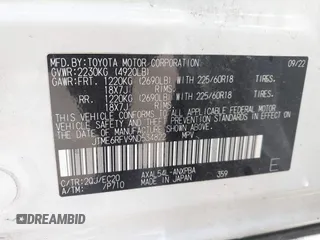 MFD.BY:TOYOTA MOTOR CORPORATION 09/22
GVWR:2230KG(4920LB)
GAWR:FRT. 1220KG (2690LB) WITH 225/60R18 TIRES,
18X7J RIMS,
RR. 1220KG (2690LB) WITH 225/60R18 TIRES,
18X7J RIMS,
THIS VEHICLE CONFORMS TO ALL APPLICABLE FEDERAL MOTOR
VEHICLE SAFETY AND THEFT PREVENTION STANDARDS IN EFFECT ON THE DATE OF MANUFACTURE SHOWN ABOVE.
MPV
C/TR:2QJ/EC20 AXAL54L-ANXPBA
A/TM: 7P710 MADE IN JAPAN 359 E